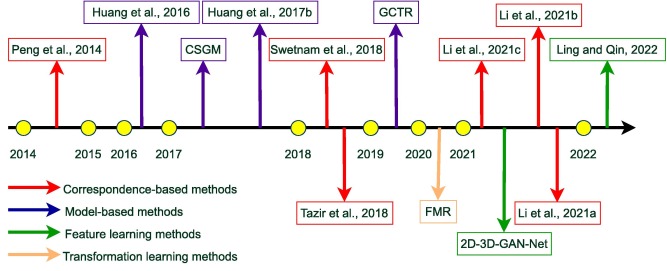 Huang et al., 2016
Huang et al., 2017b
GCTR
Li et al., 2021b
Peng et al., 2014
CSGM
Swetnam et al., 2018
Li et al., 2021c
Ling and Qin, 2022
2014
2015
2016
2017
2018
2019
2020
2021
2022
Correspondence-based methods
Model-based methods
Feature learning methods
Transformation learning methods
Tazir et al., 2018
FMR
Li et al., 2021a
2D-3D-GAN-Net